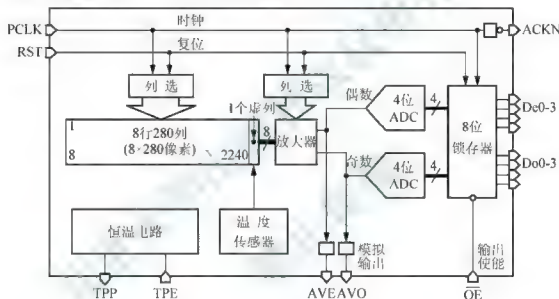 PCLK
时钟
ACKN
RST
复位
列选
列 选
1个虚列
偶数
4位
ADC
4
8位
锁存器
De0-3
1
8行280列
(8×280像素)
8
2240
8
放大器
奇数
4位
ADC
4
Do0-3
恒温电路
温 度
传感器
模拟
输出
输出
使能
TPP
TPE
AVE
AVO
OE